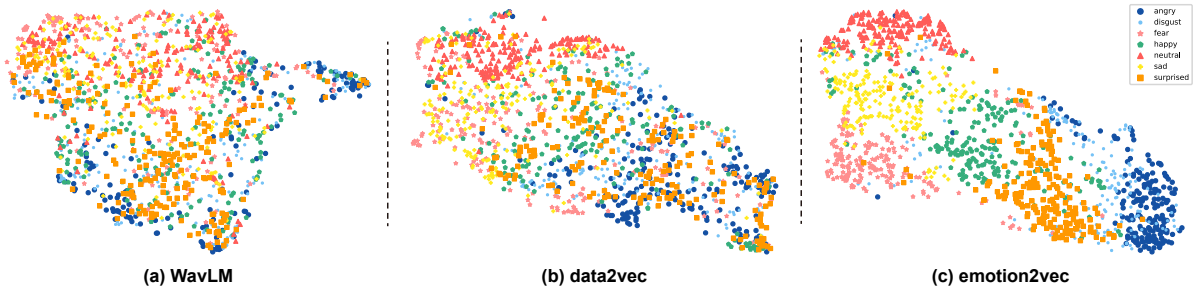 angry
disgust
fear
happy
neutral
sad
surprised
(a) WavLM
(b) data2vec
(c) emotion2vec